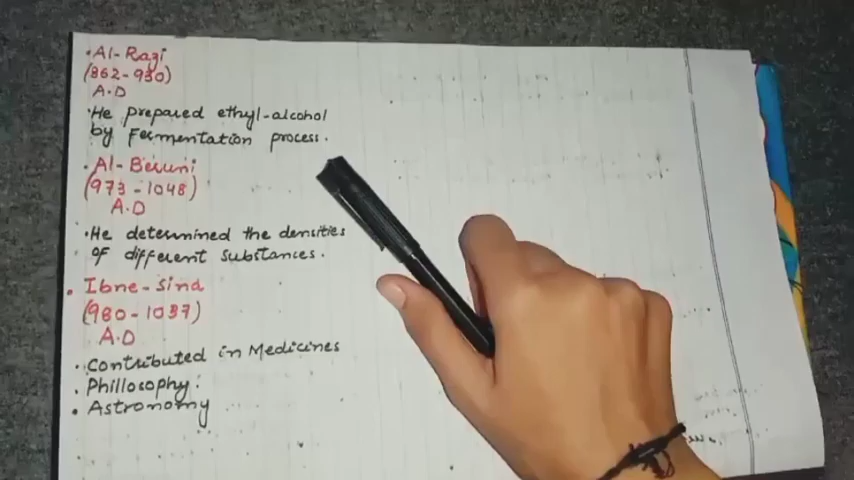 • Al-Razi
(862-930)
A.D
• He prepared ethyl-alcohol
by Fermentation process.
• Al-Beruni
(973-1048)
A.D
• He determined the densities
of different substances.
• Ibne-Sina
(980-1037)
A.D
• Contributed in Medicines
• Phillosophy.
• Astronomy